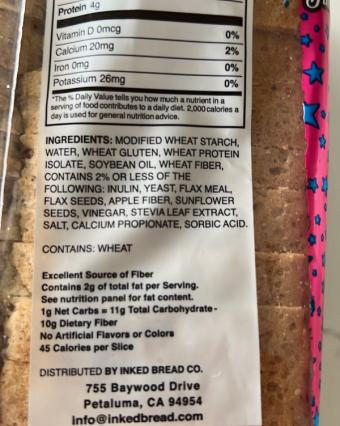 Protein 4g
Vitamin D 0mcg 0%
Calcium 20mg 2%
Iron 0mg 0%
Potassium 26mg 0%
*The % Daily Value tells you how much a nutrient in a
serving of food contributes to a daily diet. 2,000 calories a
day is used for general nutrition advice.
INGREDIENTS: MODIFIED WHEAT STARCH,
WATER, WHEAT GLUTEN, WHEAT PROTEIN
ISOLATE, SOYBEAN OIL, WHEAT FIBER,
CONTAINS 2% OR LESS OF THE
FOLLOWING: INULIN, YEAST, FLAX MEAL,
FLAX SEEDS, APPLE FIBER, SUNFLOWER
SEEDS, VINEGAR, STEVIA LEAF EXTRACT,
SALT, CALCIUM PROPIONATE, SORBIC ACID.
CONTAINS: WHEAT
Excellent Source of Fiber
Contains 2g of total fat per Serving.
See nutrition panel for fat content.
1g Net Carbs = 11g Total Carbohydrate -
10g Dietary Fiber
No Artificial Flavors or Colors
45 Calories per Slice
DISTRIBUTED BY INKED BREAD CO.
755 Baywood Drive
Petaluma, CA 94954
info@inkedbread.com